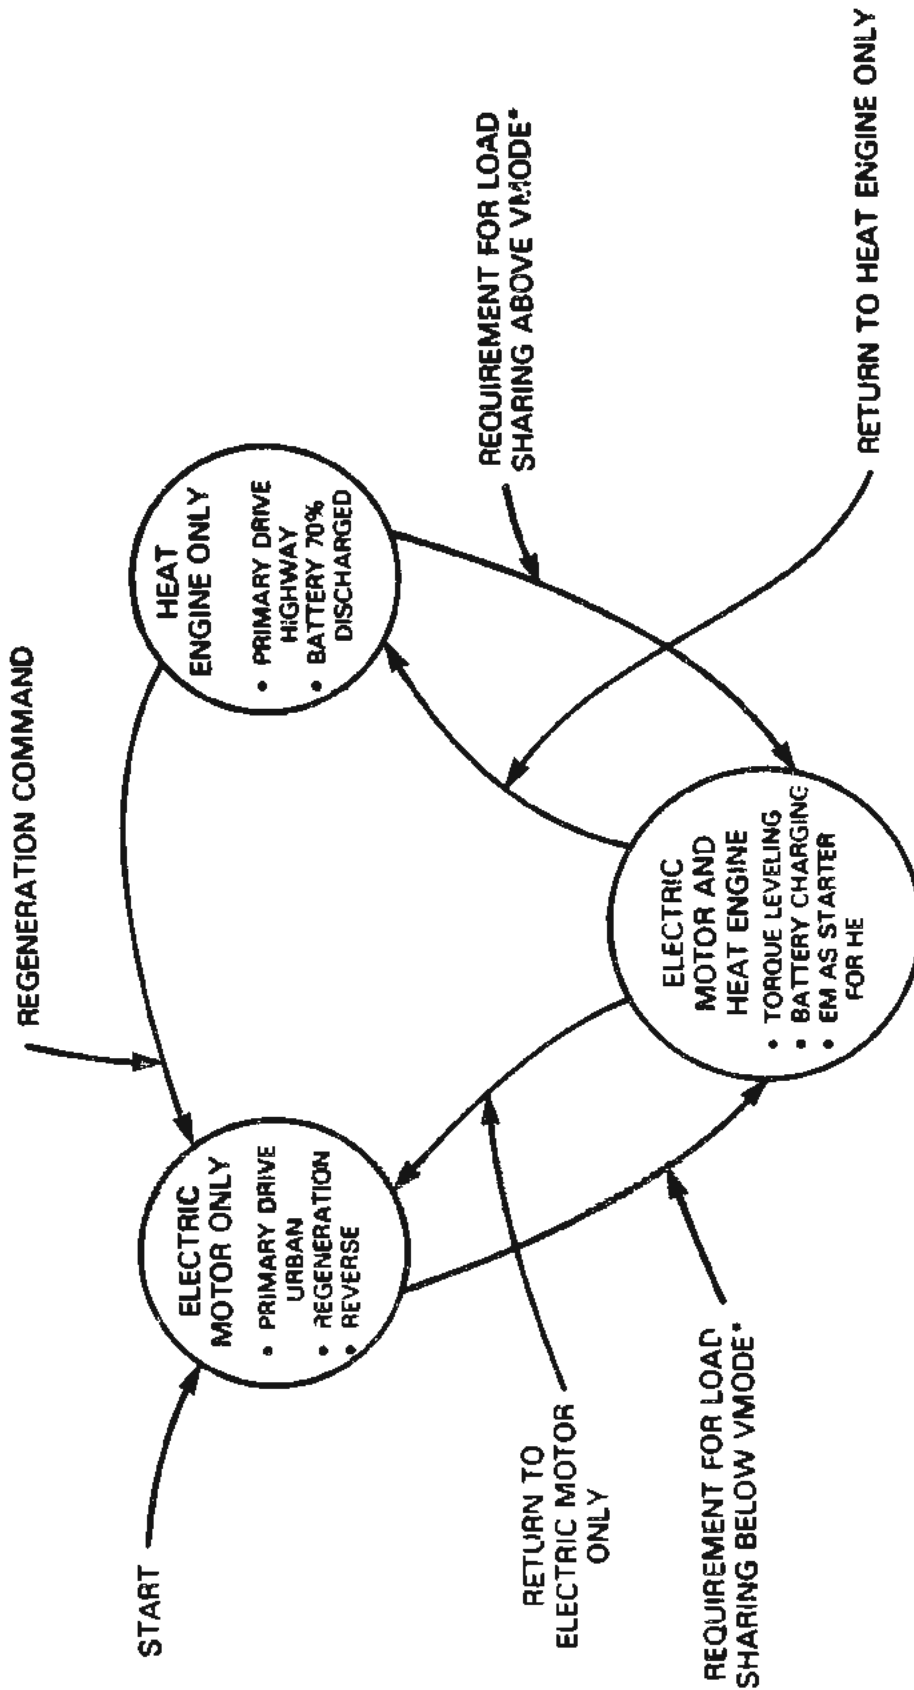 REGENERATION COMMAND
START
ELECTRIC
MOTOR ONLY
• PRIMARY DRIVE
URBAN
• REGENERATION
• REVERSE
HEAT
ENGINE ONLY
• PRIMARY DRIVE
HIGHWAY
• BATTERY 70%
DISCHARGED
RETURN TO
ELECTRIC MOTOR
ONLY
REQUIREMENT FOR LOAD
SHARING ABOVE VMODE*
REQUIREMENT FOR LOAD
SHARING BELOW VMODE*
ELECTRIC
MOTOR AND
HEAT ENGINE
• TORQUE LEVELING
• BATTERY CHARGING
• EM AS STARTER
FOR HE
RETURN TO HEAT ENGINE ONLY